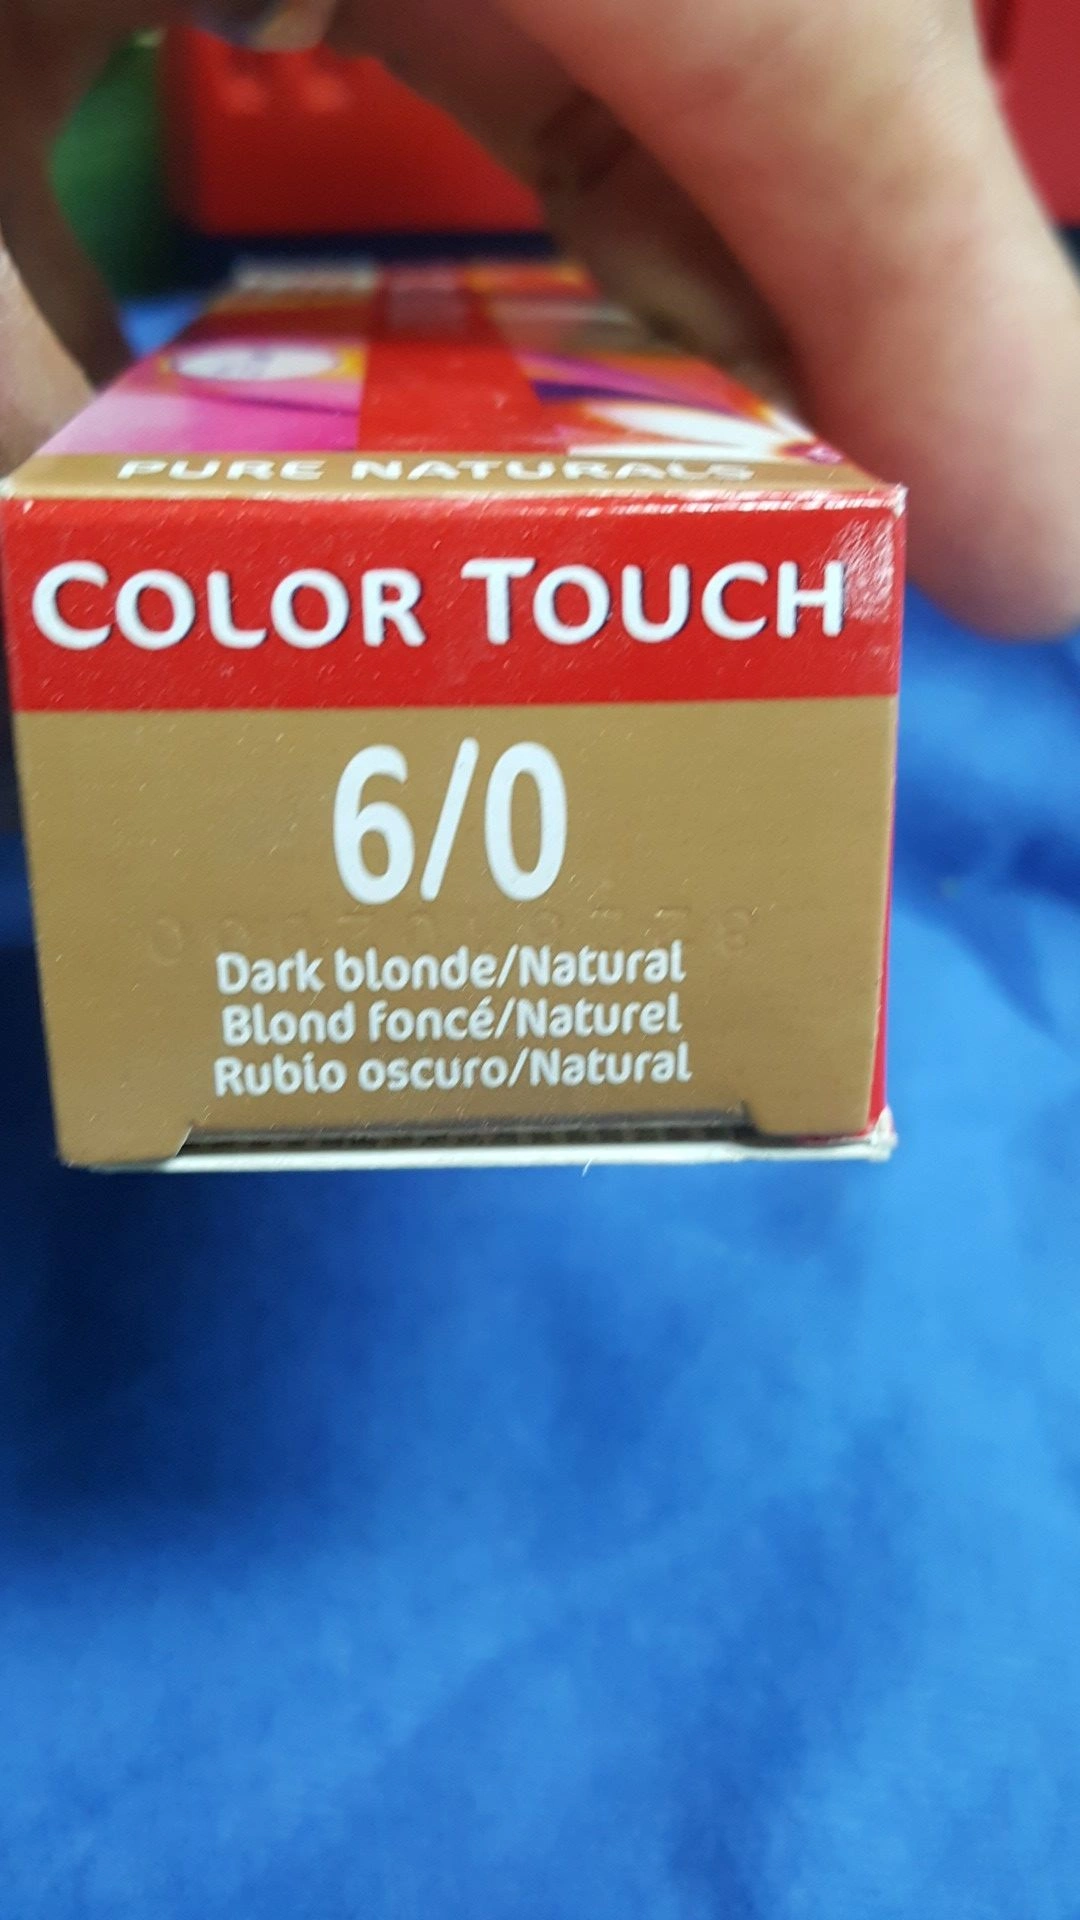 PURE NATURALS
COLOR TOUCH
6/0
Dark blonde/Natural
Blond foncé/Naturel
Rubio oscuro/Natural